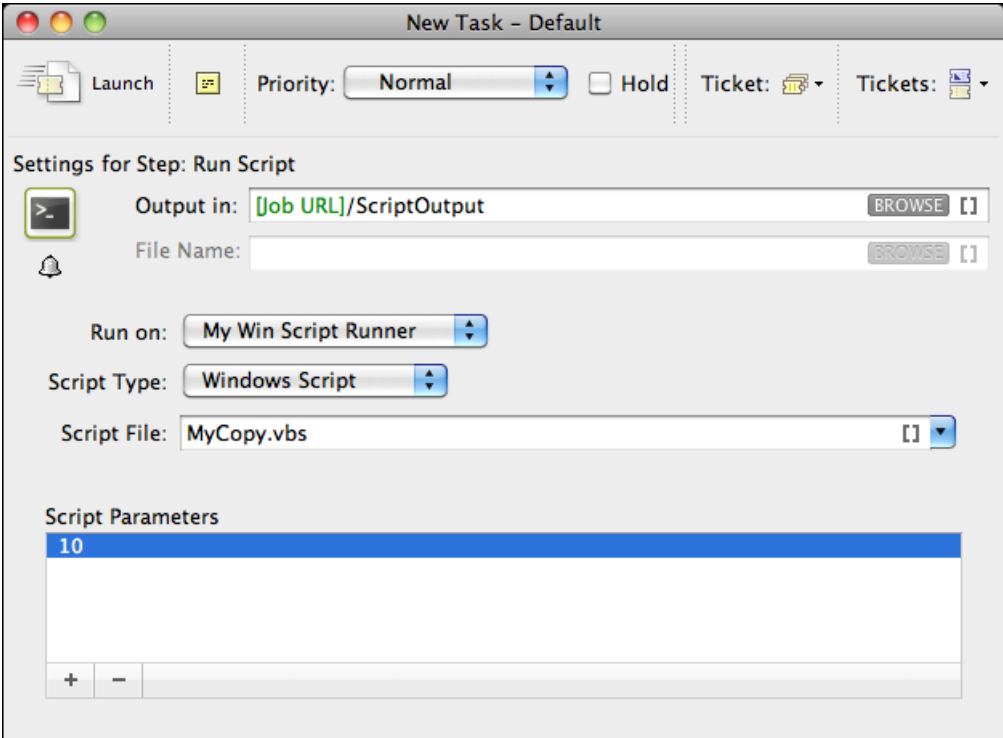 New Task – Default
Launch Priority: Normal Hold Ticket: Tickets:
Settings for Step: Run Script
Output in: [Job URL]/ScriptOutput BROWSE []
File Name: BROWSE []
Run on: My Win Script Runner
Script Type: Windows Script
Script File: MyCopy.vbs []
Script Parameters
10
+ −